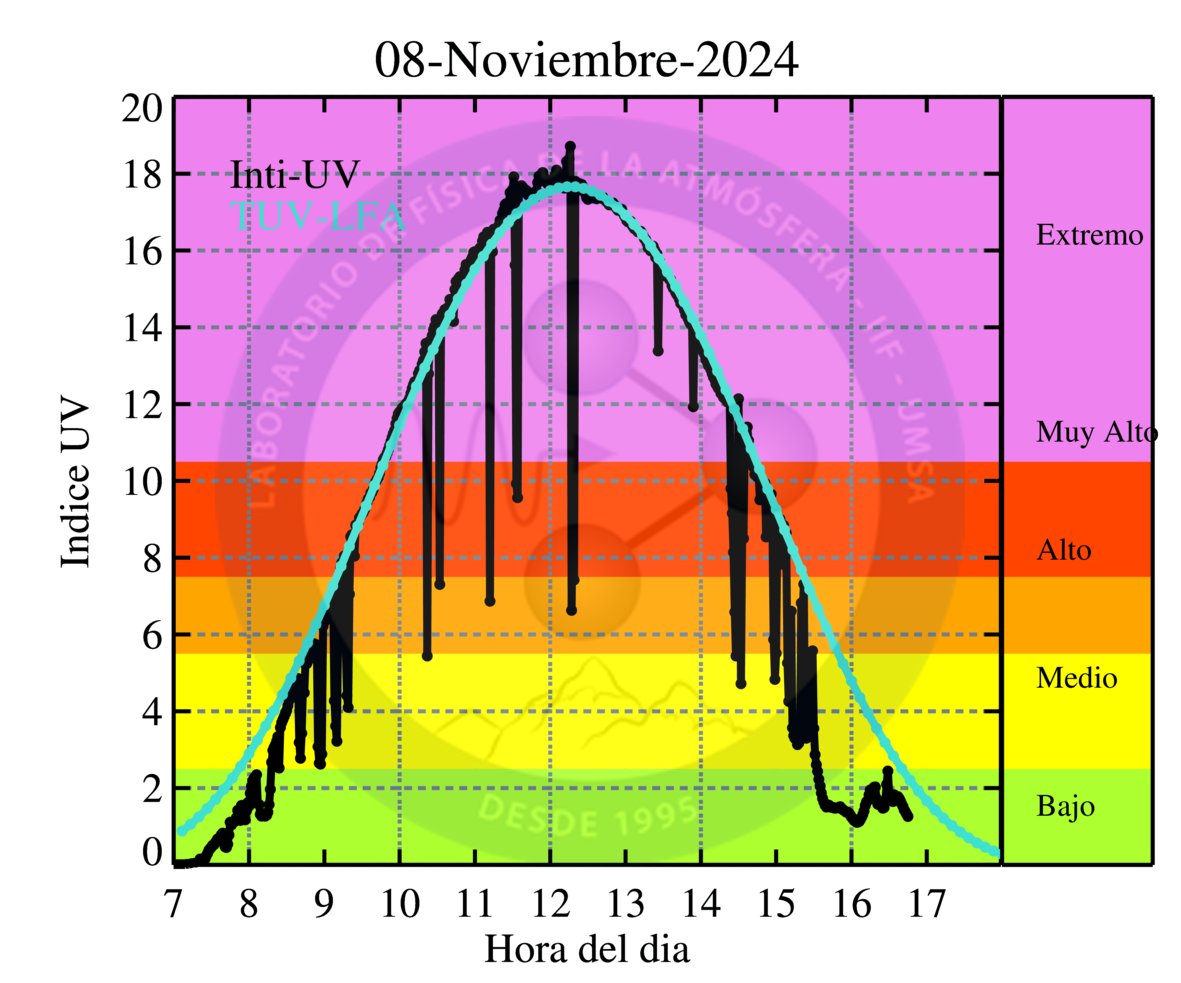 08-Noviembre-2024
Inti-UV
TUV-LFA
Indice UV
20
18
16
14
12
10
8
6
4
2
0
7 8 9 10 11 12 13 14 15 16 17
Hora del dia
Extremo
Muy Alto
Alto
Medio
Bajo
LABORATORIO DE FÍSICA DE LA ATMÓSFERA - IIF - UMSA
DESDE 1995